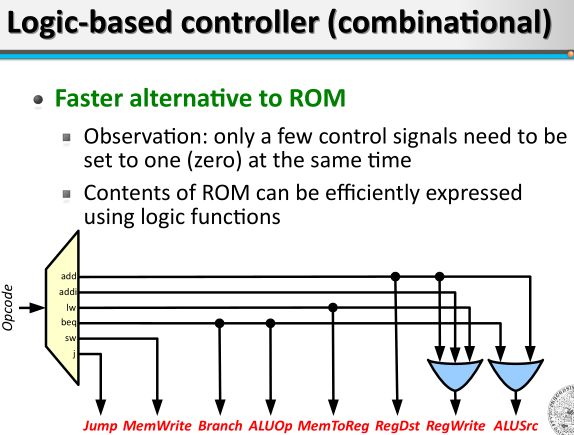 Logic-based controller (combinational)
Faster alternative to ROM
Observation: only a few control signals need to be
set to one (zero) at the same time
Contents of ROM can be efficiently expressed
using logic functions
Opcode
add
addi
lw
beq
sw
j
Jump MemWrite Branch ALUOp MemToReg RegDst RegWrite ALUSrc